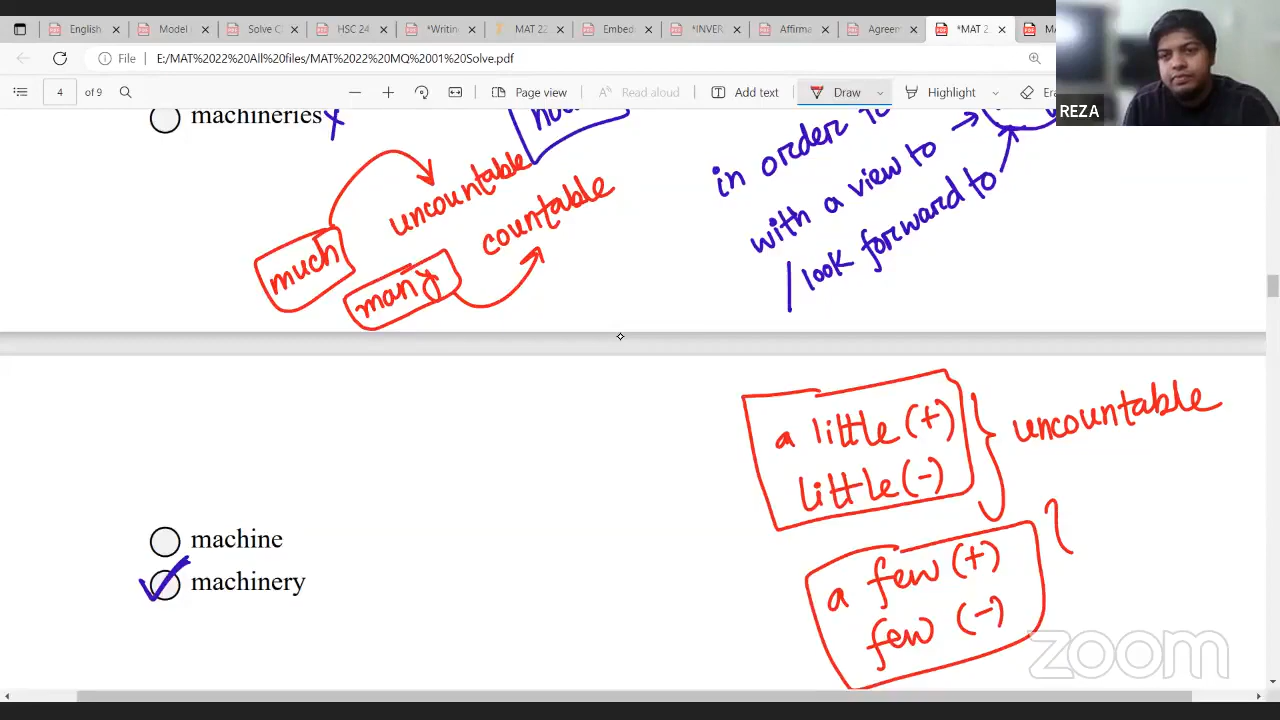 English
Model
Solve C
HSC 24
*Writin
MAT 22
Embed
*INVER
Affirma
Agreem
*MAT 2
File
E:/MAT%2022%20All%20files/MAT%2022%20MQ%2001%20Solve.pdf
4 of 9
Page view
Read aloud
Add text
Draw
Highlight
REZA
machineries x
in order to
uncountable
with a view to
countable
/look forward to
much
many
a little (+)
little (-)
uncountable
a few (+)
few (-)
machine
machinery
zoom